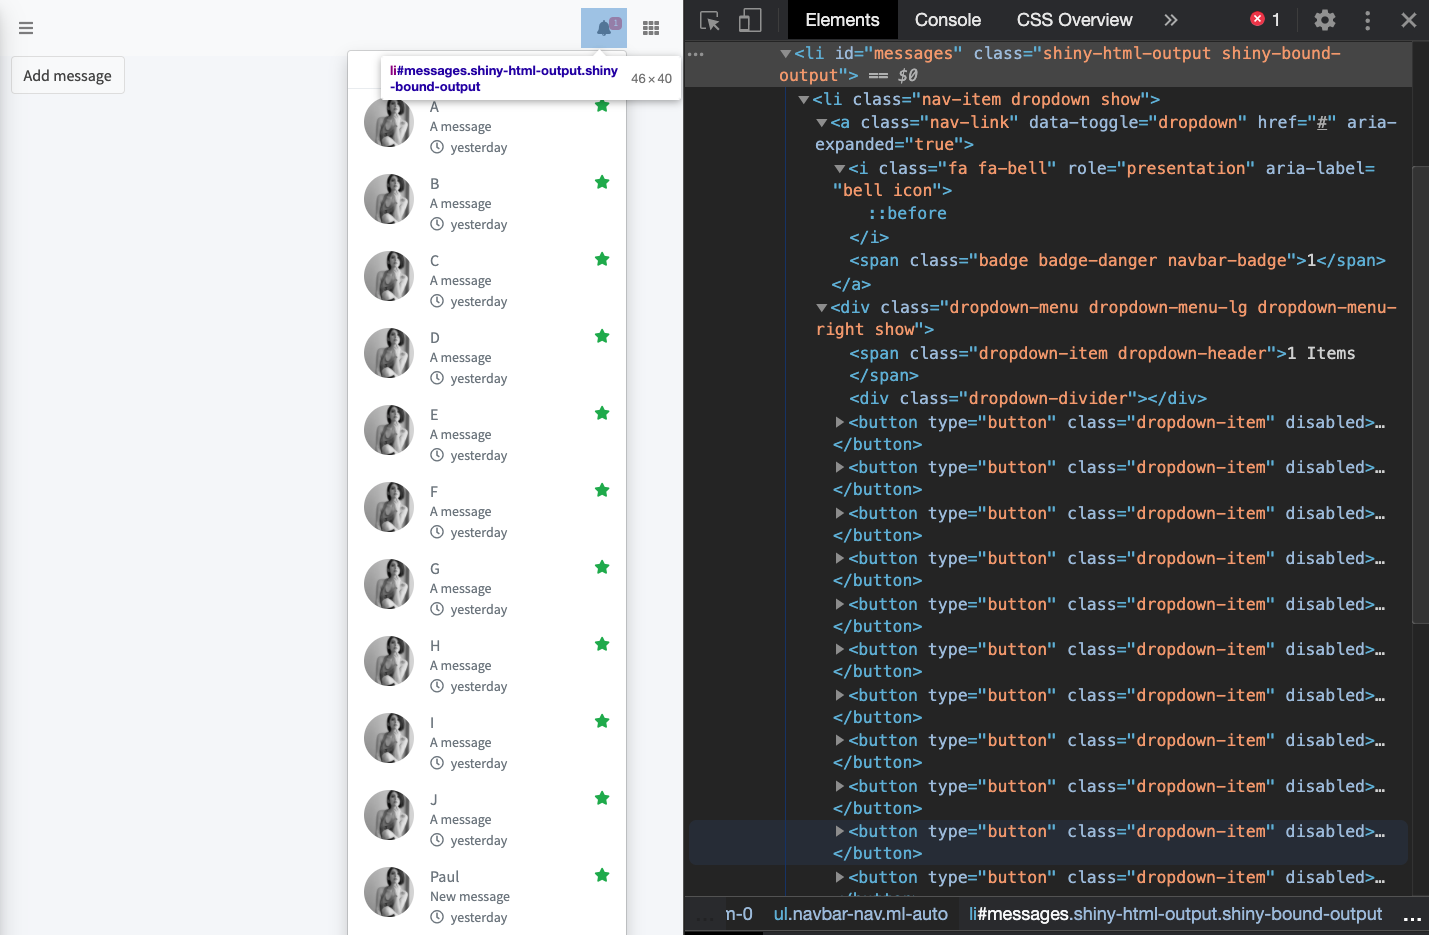 1
Add message
li#messages.shiny-html-output.shiny
-bound-output
46 × 40
A
A message
yesterday
B
A message
yesterday
C
A message
yesterday
D
A message
yesterday
E
A message
yesterday
F
A message
yesterday
G
A message
yesterday
H
A message
yesterday
I
A message
yesterday
J
A message
yesterday
Paul
New message
yesterday
Elements Console CSS Overview » 1
<li id="messages" class="shiny-html-output shiny-bound-
output"> == $0
<li class="nav-item dropdown show">
<a class="nav-link" data-toggle="dropdown" href="#" aria-
expanded="true">
<i class="fa fa-bell" role="presentation" aria-label=
"bell icon">
::before
</i>
<span class="badge badge-danger navbar-badge">1</span>
</a>
<div class="dropdown-menu dropdown-menu-lg dropdown-menu-
right show">
<span class="dropdown-item dropdown-header">1 Items
</span>
<div class="dropdown-divider"></div>
<button type="button" class="dropdown-item" disabled>…
</button>
<button type="button" class="dropdown-item" disabled>…
</button>
<button type="button" class="dropdown-item" disabled>…
</button>
<button type="button" class="dropdown-item" disabled>…
</button>
<button type="button" class="dropdown-item" disabled>…
</button>
<button type="button" class="dropdown-item" disabled>…
</button>
<button type="button" class="dropdown-item" disabled>…
</button>
<button type="button" class="dropdown-item" disabled>…
</button>
<button type="button" class="dropdown-item" disabled>…
</button>
<button type="button" class="dropdown-item" disabled>…
</button>
<button type="button" class="dropdown-item" disabled>…
... m-0 ul.navbar-nav.ml-auto li#messages.shiny-html-output.shiny-bound-output ...